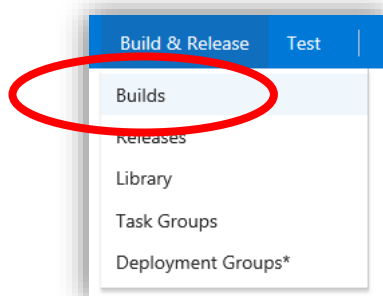 Build & Release Test
Builds
Releases
Library
Task Groups
Deployment Groups*